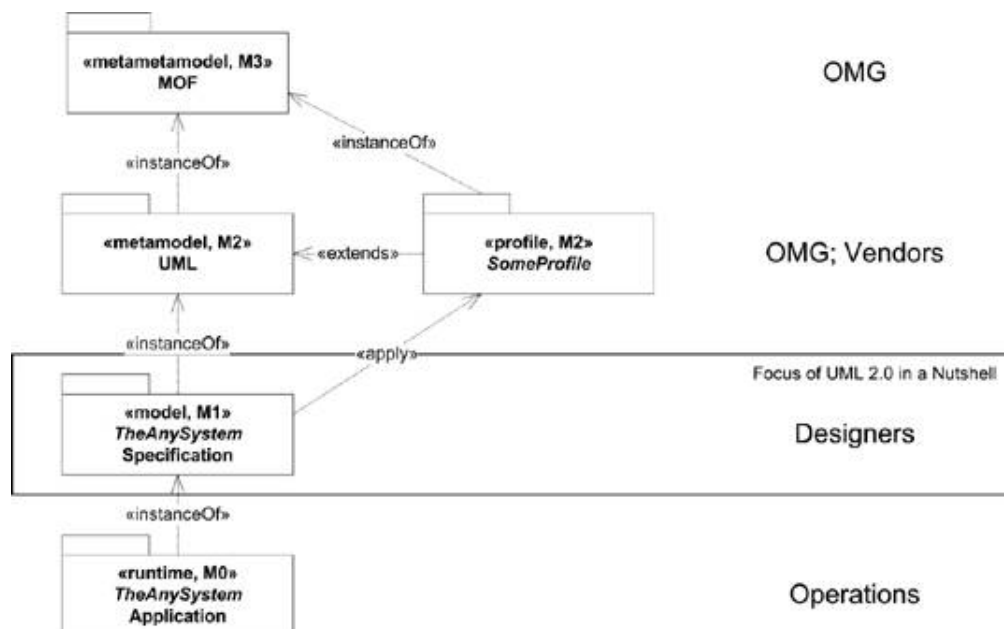 «metametamodel, M3»
MOF
OMG
«instanceOf»
«instanceOf»
«metamodel, M2»
UML
«extends»
«profile, M2»
SomeProfile
OMG; Vendors
«instanceOf»
«apply»
Focus of UML 2.0 in a Nutshell
«model, M1»
TheAnySystem
Specification
Designers
«instanceOf»
«runtime, M0»
TheAnySystem
Application
Operations